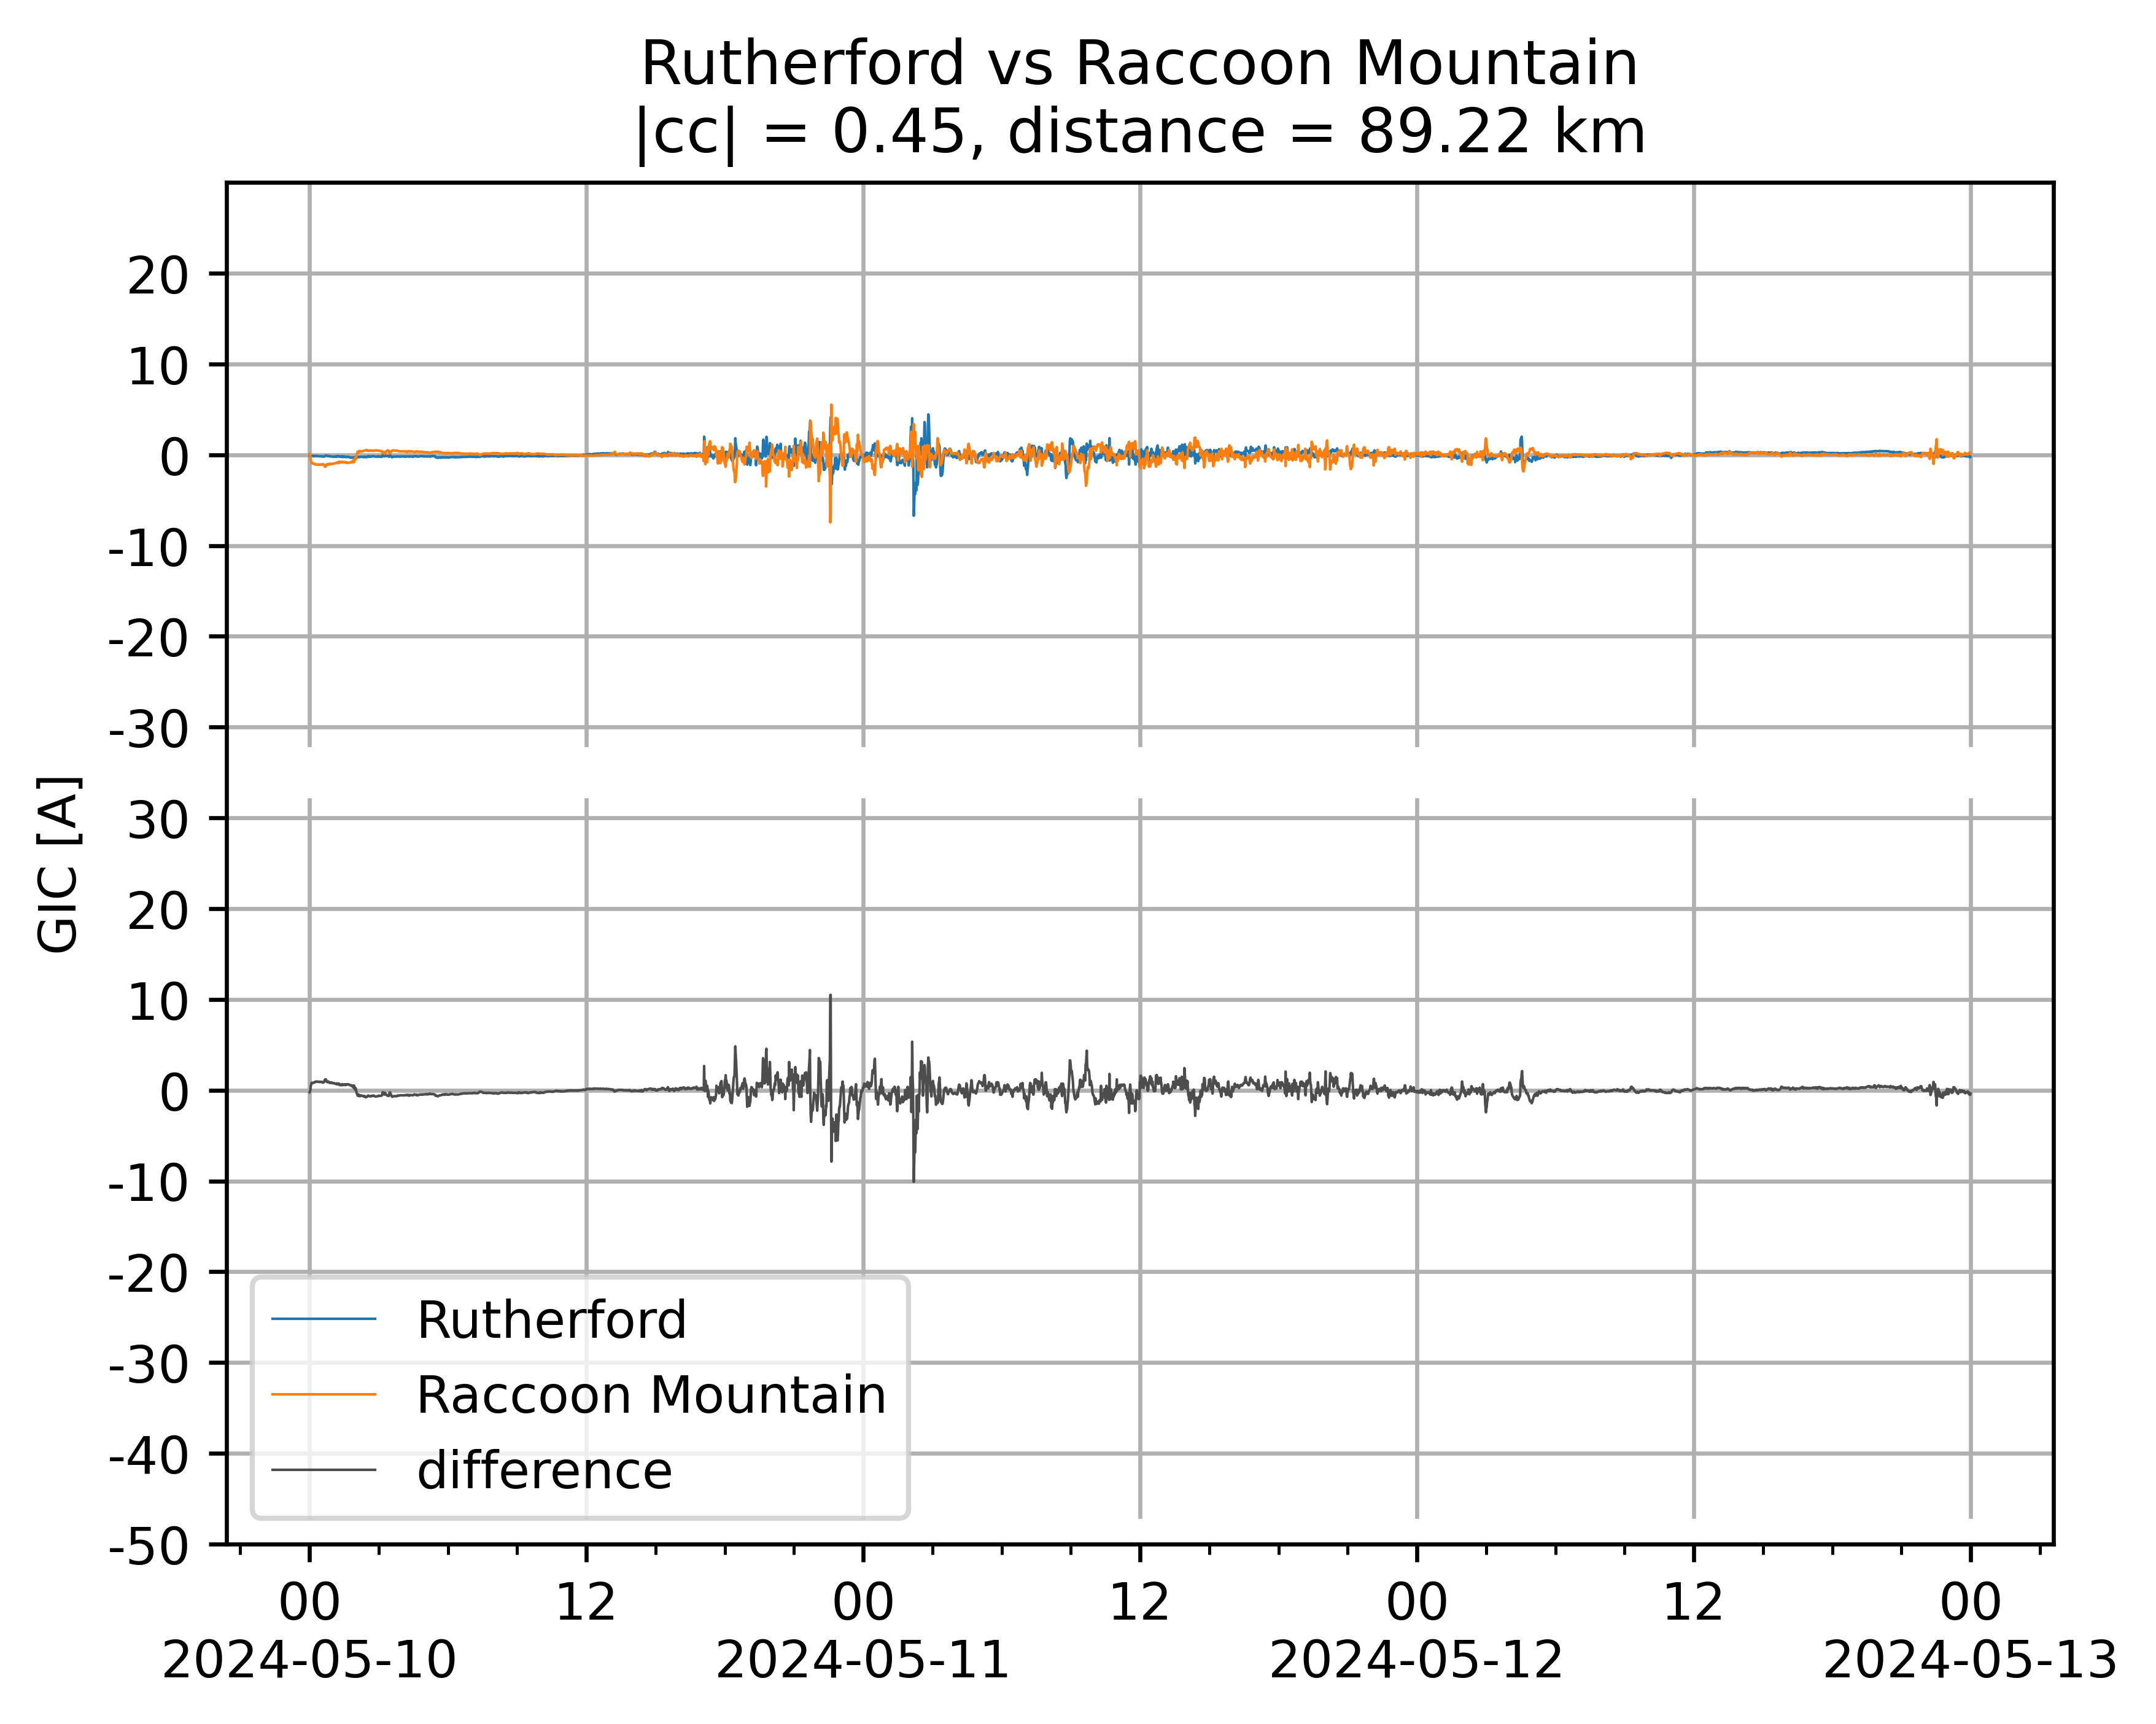 Rutherford vs Raccoon Mountain
|cc| = 0.45, distance = 89.22 km
GIC [A]
20
10
0
-10
-20
-30
30
20
10
0
-10
-20
-30
-40
-50
Rutherford
Raccoon Mountain
difference
00 12 00 12 00 12 00
2024-05-10 2024-05-11 2024-05-12 2024-05-13